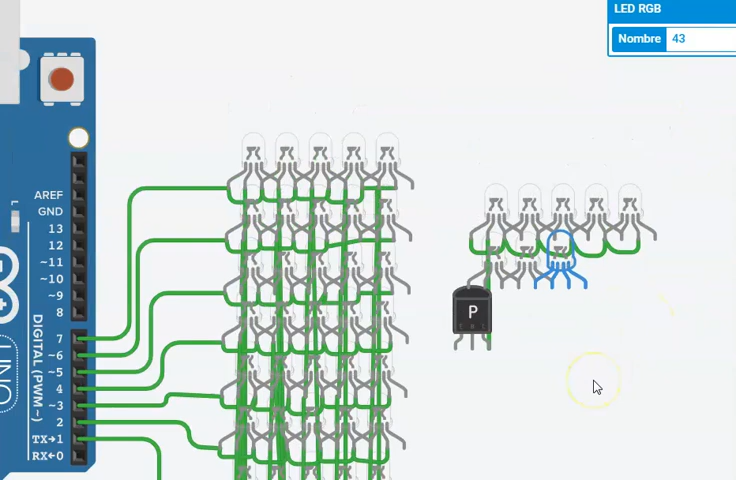 LED RGB
Nombre 43
L
AREF
GND
13
12
~11
~10
~9
8
7
~6
~5
4
~3
2
TX→1
RX←0
DIGITAL (PWM~)
UNO
P